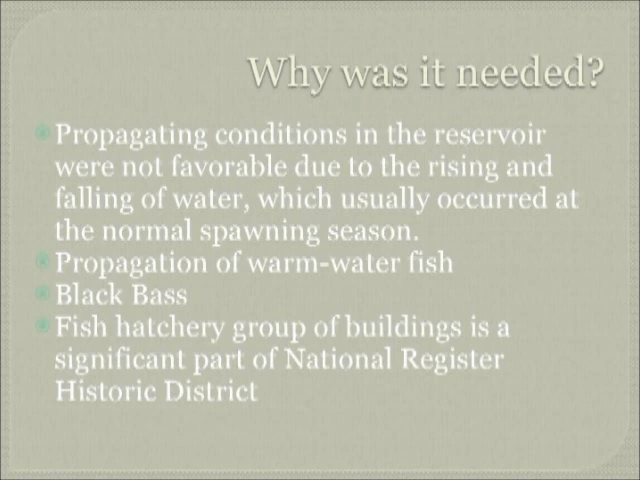 Why was it needed?
Propagating conditions in the reservoir
were not favorable due to the rising and
falling of water, which usually occurred at
the normal spawning season.
Propagation of warm-water fish
Black Bass
Fish hatchery group of buildings is a
significant part of National Register
Historic District